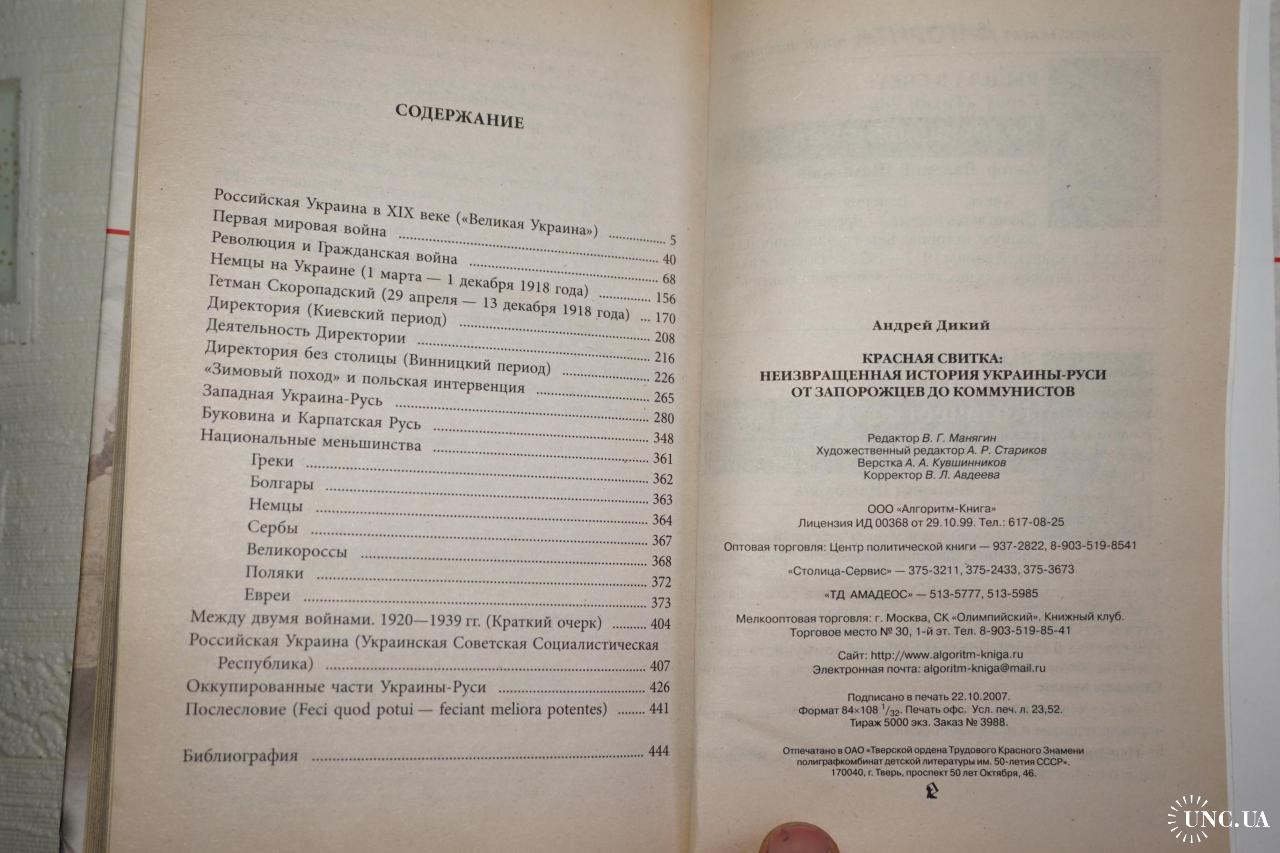 СОДЕРЖАНИЕ
Российская Украина в XIX веке («Великая Украина») ............ 5
Первая мировая война ............ 40
Революция и Гражданская война ............ 68
Немцы на Украине (1 марта — 1 декабря 1918 года) ............ 156
Гетман Скоропадский (29 апреля — 13 декабря 1918 года) ... 170
Директория (Киевский период) ............ 208
Деятельность Директории ............ 216
Директория без столицы (Винницкий период) ............ 226
«Зимовый поход» и польская интервенция ............ 265
Западная Украина-Русь ............ 280
Буковина и Карпатская Русь ............ 348
Национальные меньшинства ............ 361
Греки ............ 362
Болгары ............ 363
Немцы ............ 364
Сербы ............ 367
Великороссы ............ 368
Поляки ............ 372
Евреи ............ 373
Между двумя войнами. 1920—1939 гг. (Краткий очерк) ......... 404
Российская Украина (Украинская Советская Социалистическая
Республика) ............ 407
Оккупированные части Украины-Руси ............ 426
Послесловие (Feci quod potui — feciant meliora potentes) ........ 441
Библиография ............ 444
Андрей Дикий
КРАСНАЯ СВИТКА:
НЕИЗВРАЩЕННАЯ ИСТОРИЯ УКРАИНЫ-РУСИ
ОТ ЗАПОРОЖЦЕВ ДО КОММУНИСТОВ
Редактор В. Г. Манягин
Художественный редактор А. Р. Стариков
Верстка А. А. Кувшинников
Корректор В. Л. Авдеева
ООО «Алгоритм-Книга»
Лицензия ИД 00368 от 29.10.99. Тел.: 617-08-25
Оптовая торговля: Центр политической книги — 937-2822, 8-903-519-8541
«Столица-Сервис» — 375-3211, 375-2433, 375-3673
«ТД АМАДЕОС» — 513-5777, 513-5985
Мелкооптовая торговля: г. Москва, СК «Олимпийский». Книжный клуб.
Торговое место № 30, 1-й эт. Тел. 8-903-519-85-41
Сайт: http://www.algoritm-kniga.ru
Электронная почта: algoritm-kniga@mail.ru
Подписано в печать 22.10.2007.
Формат 84×108 1/32. Печать офс. Усл. печ. л. 23,52.
Тираж 5000 экз. Заказ № 3988.
Отпечатано в ОАО «Тверской ордена Трудового Красного Знамени
полиграфкомбинат детской литературы им. 50-летия СССР».
170040, г. Тверь, проспект 50 лет Октября, 46.
UNC.UA